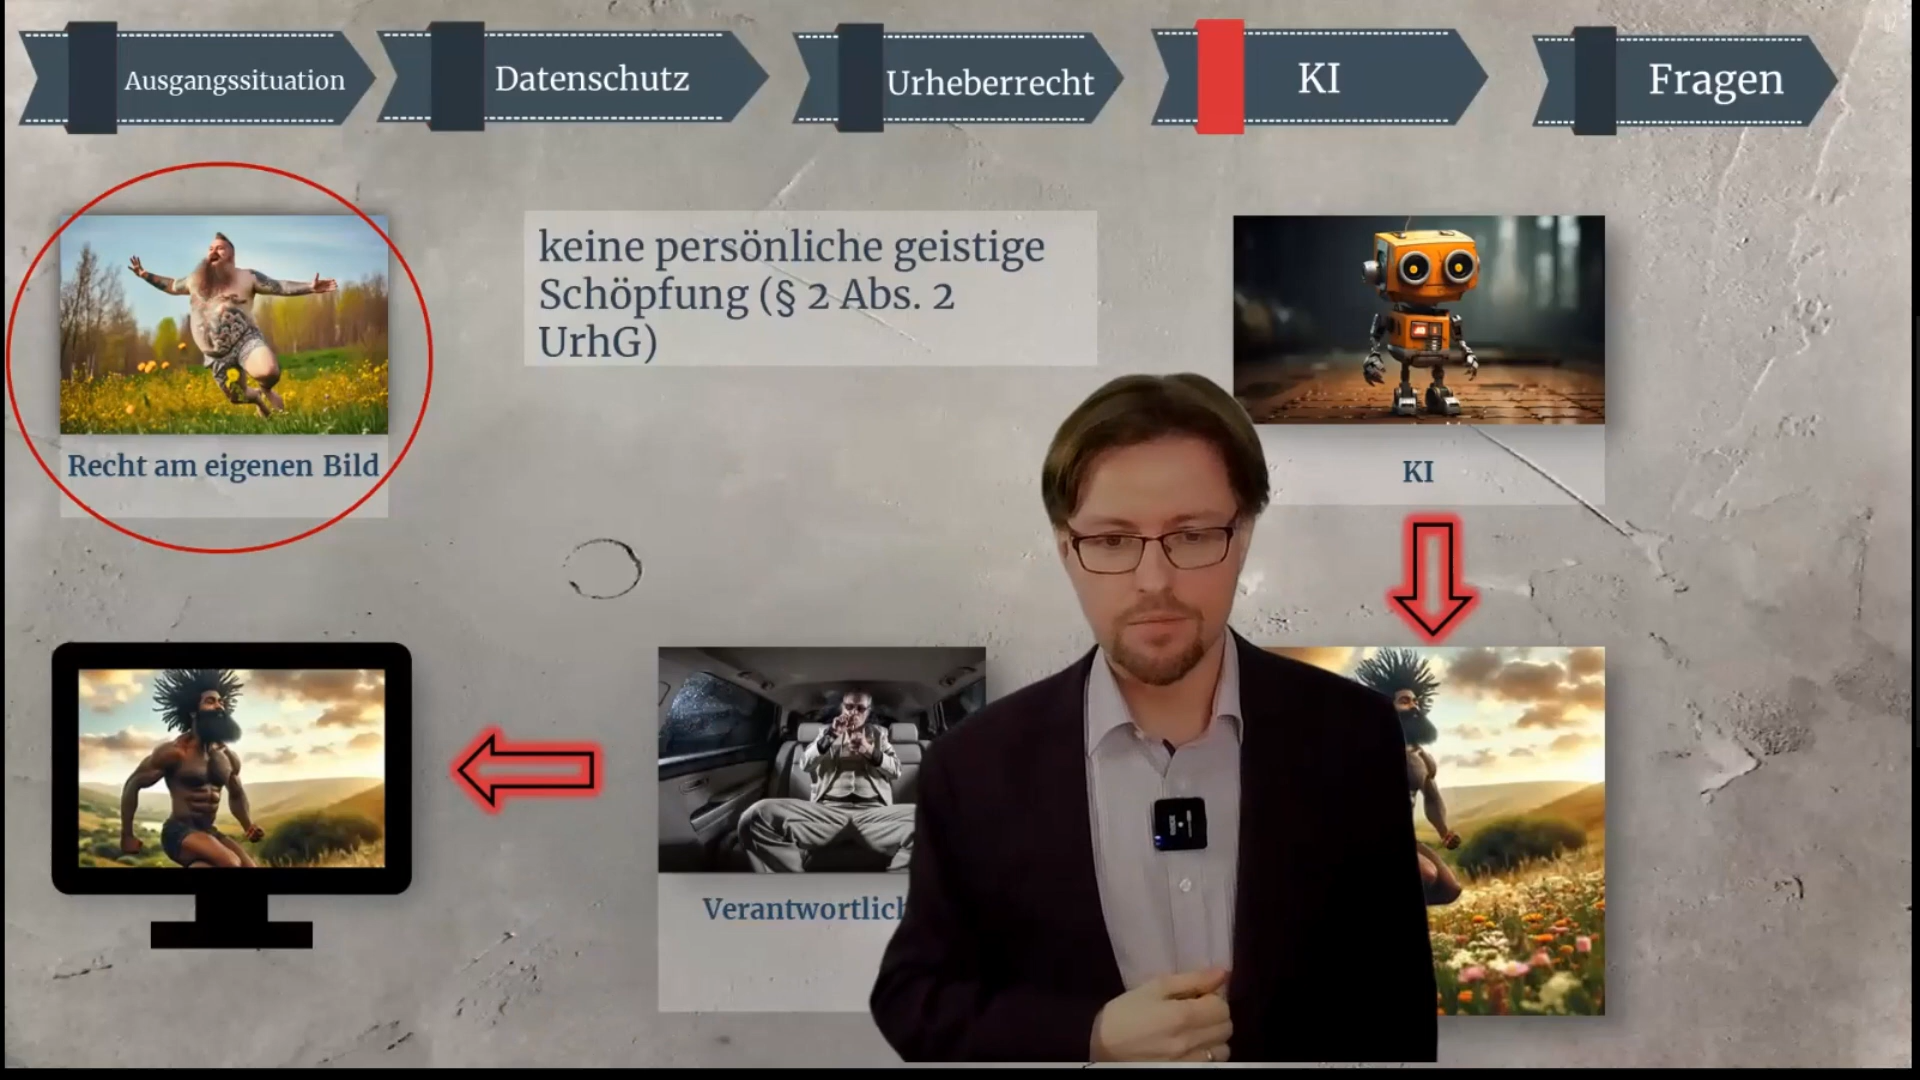 Ausgangssituation
Datenschutz
Urheberrecht
KI
Fragen
keine persönliche geistige
Schöpfung (§ 2 Abs. 2
UrhG)
Recht am eigenen Bild
KI
Verantwortlich